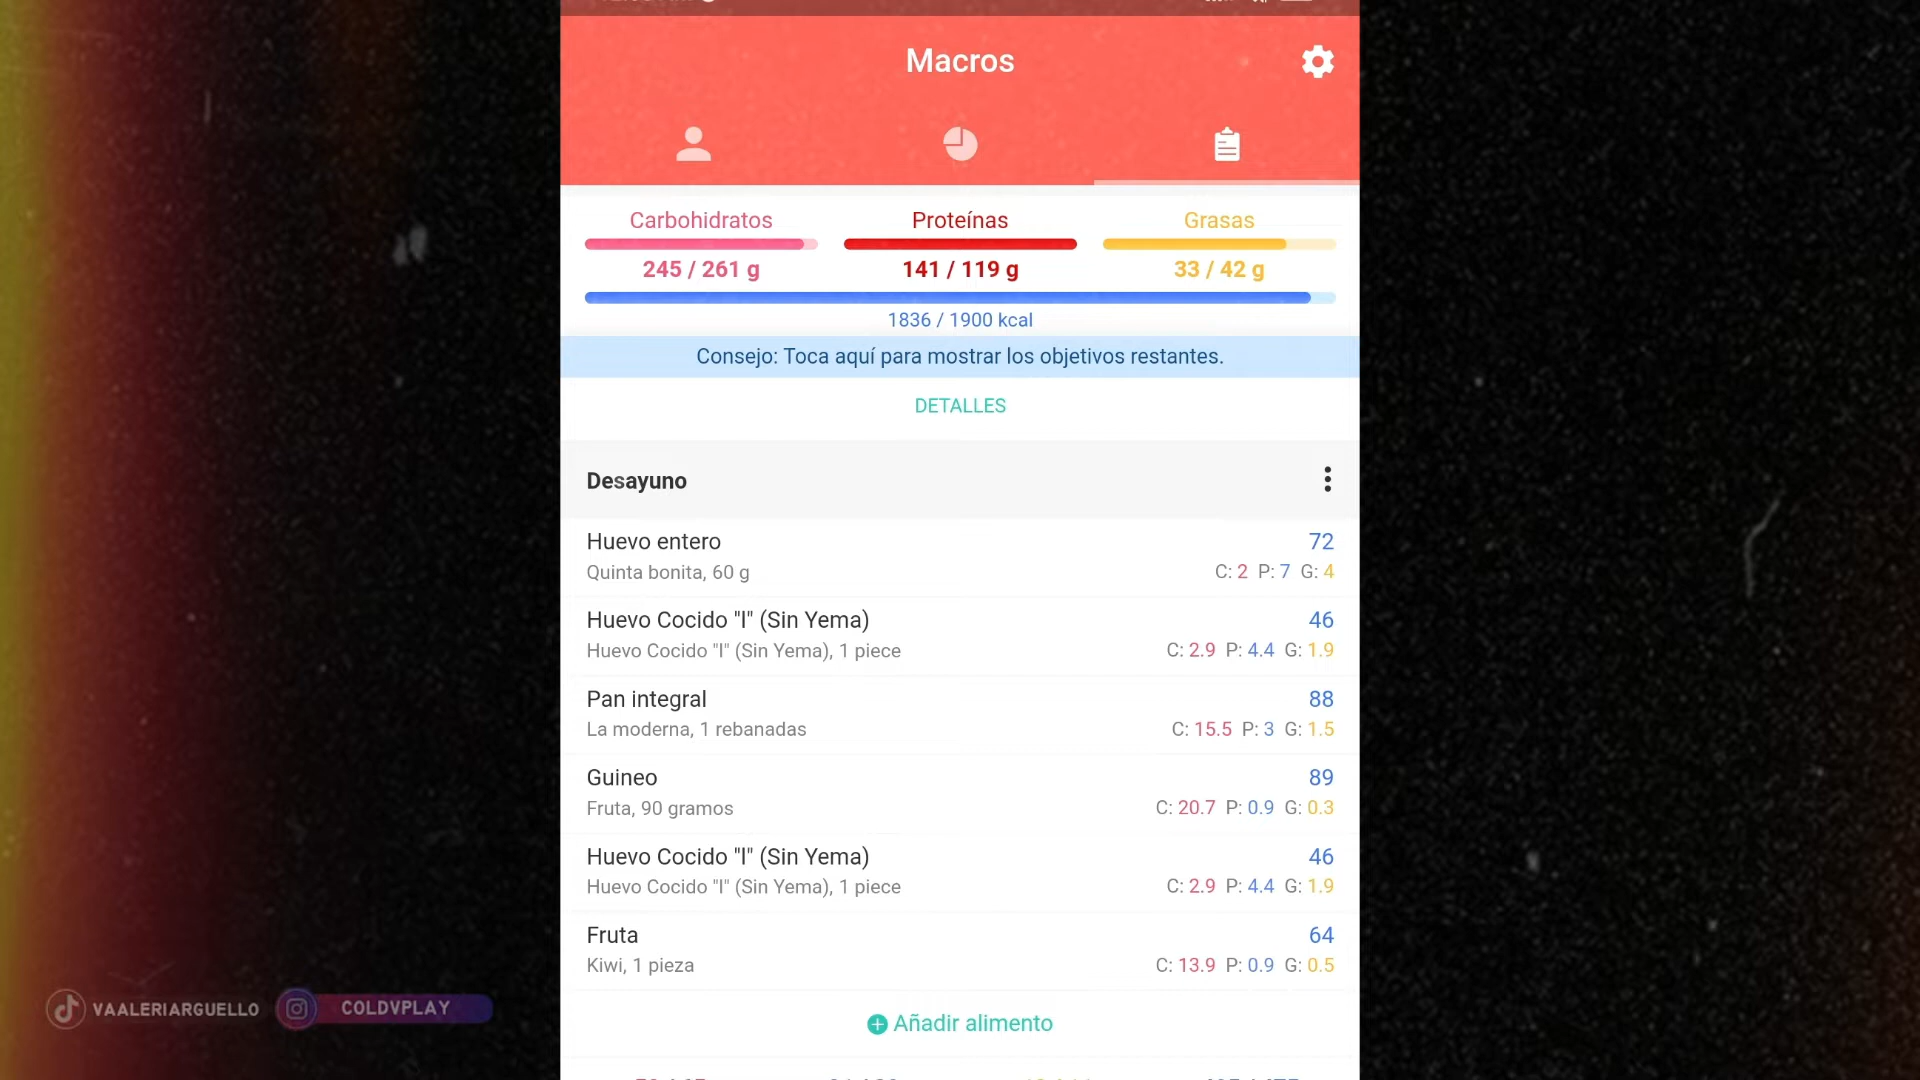 Macros
Carbohidratos Proteínas Grasas
245 / 261 g 141 / 119 g 33 / 42 g
1836 / 1900 kcal
Consejo: Toca aquí para mostrar los objetivos restantes.
DETALLES
Desayuno
Huevo entero 72
Quinta bonita, 60 g C: 2 P: 7 G: 4
Huevo Cocido "l" (Sin Yema) 46
Huevo Cocido "l" (Sin Yema), 1 piece C: 2.9 P: 4.4 G: 1.9
Pan integral 88
La moderna, 1 rebanadas C: 15.5 P: 3 G: 1.5
Guineo 89
Fruta, 90 gramos C: 20.7 P: 0.9 G: 0.3
Huevo Cocido "l" (Sin Yema) 46
Huevo Cocido "l" (Sin Yema), 1 piece C: 2.9 P: 4.4 G: 1.9
Fruta 64
Kiwi, 1 pieza C: 13.9 P: 0.9 G: 0.5
Añadir alimento
VAALERIARGUELLO COLDVPLAY